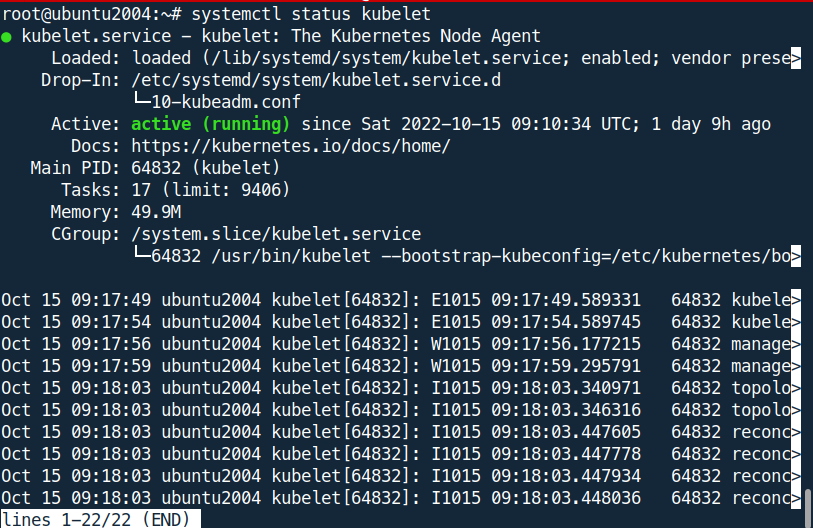 root@ubuntu2004:~# systemctl status kubelet
● kubelet.service - kubelet: The Kubernetes Node Agent
     Loaded: loaded (/lib/systemd/system/kubelet.service; enabled; vendor prese>
    Drop-In: /etc/systemd/system/kubelet.service.d
             └─10-kubeadm.conf
     Active: active (running) since Sat 2022-10-15 09:10:34 UTC; 1 day 9h ago
       Docs: https://kubernetes.io/docs/home/
   Main PID: 64832 (kubelet)
      Tasks: 17 (limit: 9406)
     Memory: 49.9M
     CGroup: /system.slice/kubelet.service
             └─64832 /usr/bin/kubelet --bootstrap-kubeconfig=/etc/kubernetes/bo>
Oct 15 09:17:49 ubuntu2004 kubelet[64832]: E1015 09:17:49.589331   64832 kubele>
Oct 15 09:17:54 ubuntu2004 kubelet[64832]: E1015 09:17:54.589745   64832 kubele>
Oct 15 09:17:56 ubuntu2004 kubelet[64832]: W1015 09:17:56.177215   64832 manage>
Oct 15 09:17:59 ubuntu2004 kubelet[64832]: W1015 09:17:59.295791   64832 manage>
Oct 15 09:18:03 ubuntu2004 kubelet[64832]: I1015 09:18:03.340971   64832 topolo>
Oct 15 09:18:03 ubuntu2004 kubelet[64832]: I1015 09:18:03.346316   64832 topolo>
Oct 15 09:18:03 ubuntu2004 kubelet[64832]: I1015 09:18:03.447605   64832 reconc>
Oct 15 09:18:03 ubuntu2004 kubelet[64832]: I1015 09:18:03.447778   64832 reconc>
Oct 15 09:18:03 ubuntu2004 kubelet[64832]: I1015 09:18:03.447934   64832 reconc>
Oct 15 09:18:03 ubuntu2004 kubelet[64832]: I1015 09:18:03.448036   64832 reconc>
lines 1-22/22 (END)